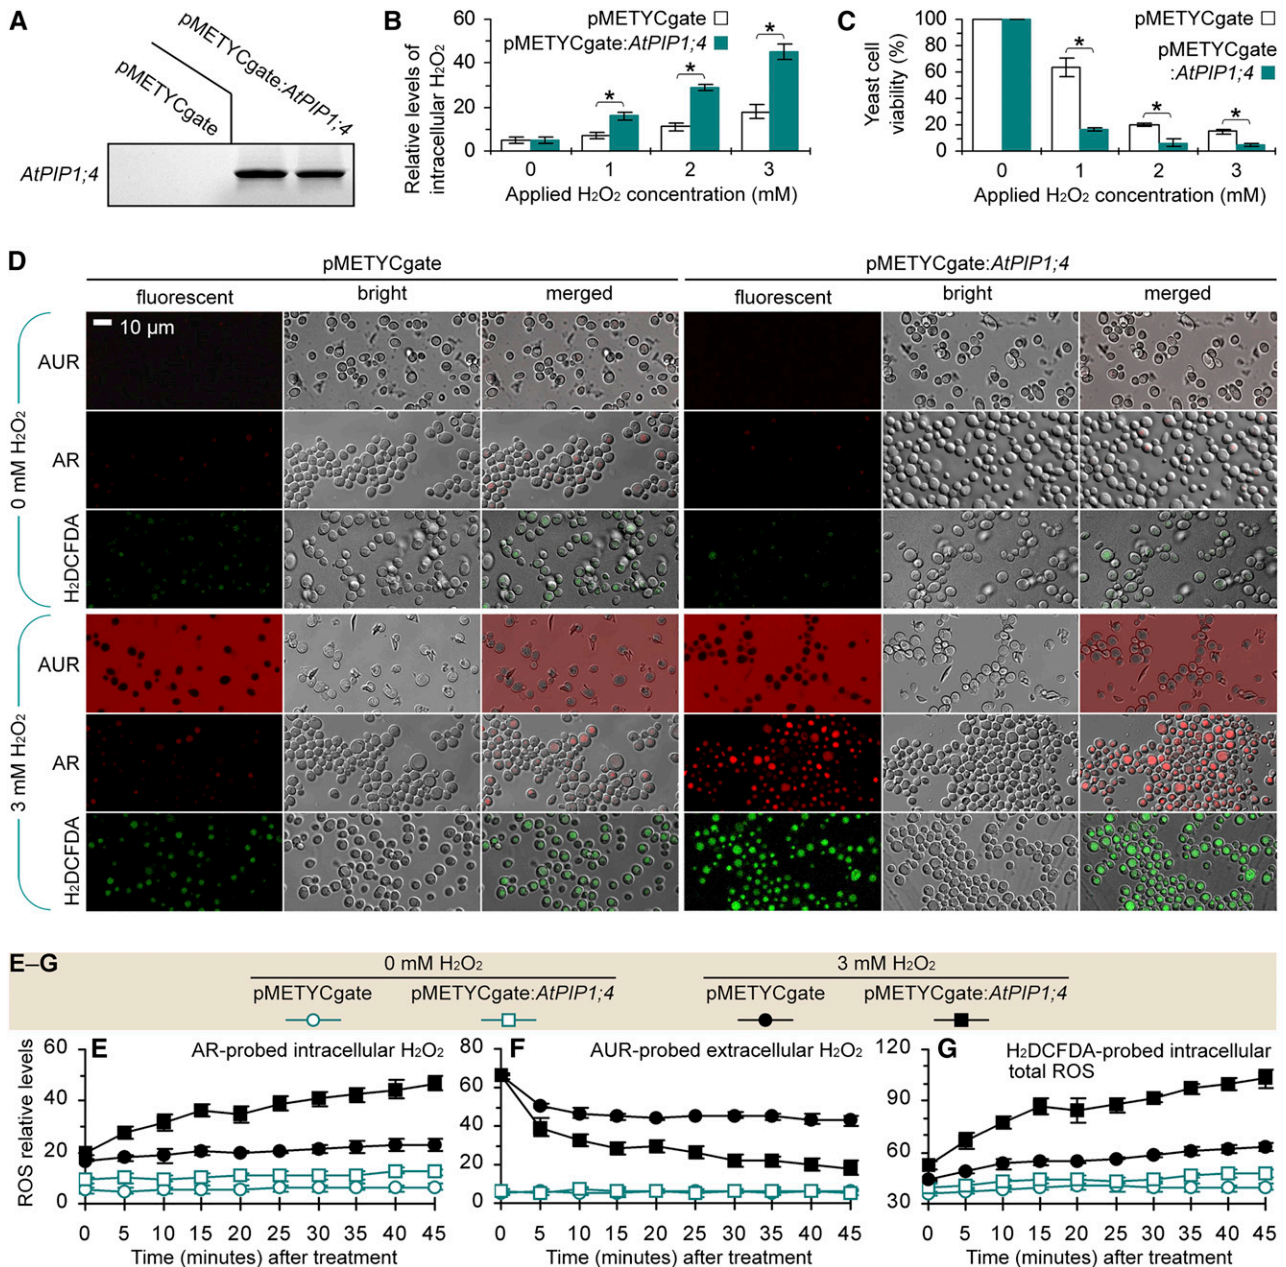 A
pMETYCgate
pMETYCgate:AtPIP1;4
AtPIP1;4
B
pMETYCgate
pMETYCgate:AtPIP1;4
Relative levels of
intracellular H2O2
60
40
20
0
*
*
*
0 1 2 3
Applied H2O2 concentration (mM)
C
pMETYCgate
pMETYCgate
:AtPIP1;4
Yeast cell
viability (%)
100
80
60
40
20
0
*
*
*
0 1 2 3
Applied H2O2 concentration (mM)
D
pMETYCgate
pMETYCgate:AtPIP1;4
fluorescent bright merged fluorescent bright merged
10 µm
0 mM H2O2
AUR
AR
H2DCFDA
3 mM H2O2
AUR
AR
H2DCFDA
E–G
0 mM H2O2 3 mM H2O2
pMETYCgate pMETYCgate:AtPIP1;4 pMETYCgate pMETYCgate:AtPIP1;4
E
AR-probed intracellular H2O2
ROS relative levels
60
40
20
0
0 5 10 15 20 25 30 35 40 45
Time (minutes) after treatment
F
AUR-probed extracellular H2O2
80
60
40
20
0
0 5 10 15 20 25 30 35 40 45
Time (minutes) after treatment
G
H2DCFDA-probed intracellular
total ROS
120
90
60
30
0 5 10 15 20 25 30 35 40 45
Time (minutes) after treatment